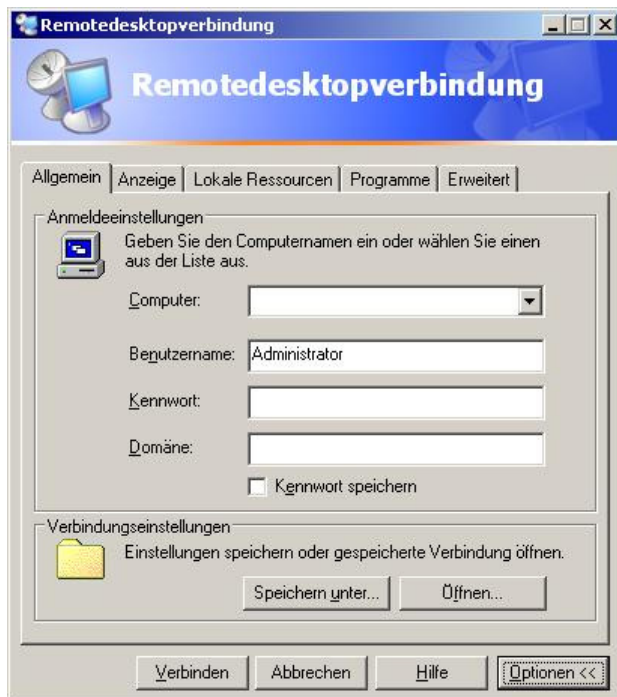 Remotedesktopverbindung
Remotedesktopverbindung
Allgemein Anzeige Lokale Ressourcen Programme Erweitert
Anmeldeeinstellungen
Geben Sie den Computernamen ein oder wählen Sie einen
aus der Liste aus.
Computer:
Benutzername: Administrator
Kennwort:
Domäne:
Kennwort speichern
Verbindungseinstellungen
Einstellungen speichern oder gespeicherte Verbindung öffnen.
Speichern unter... Öffnen...
Verbinden Abbrechen Hilfe Optionen <<